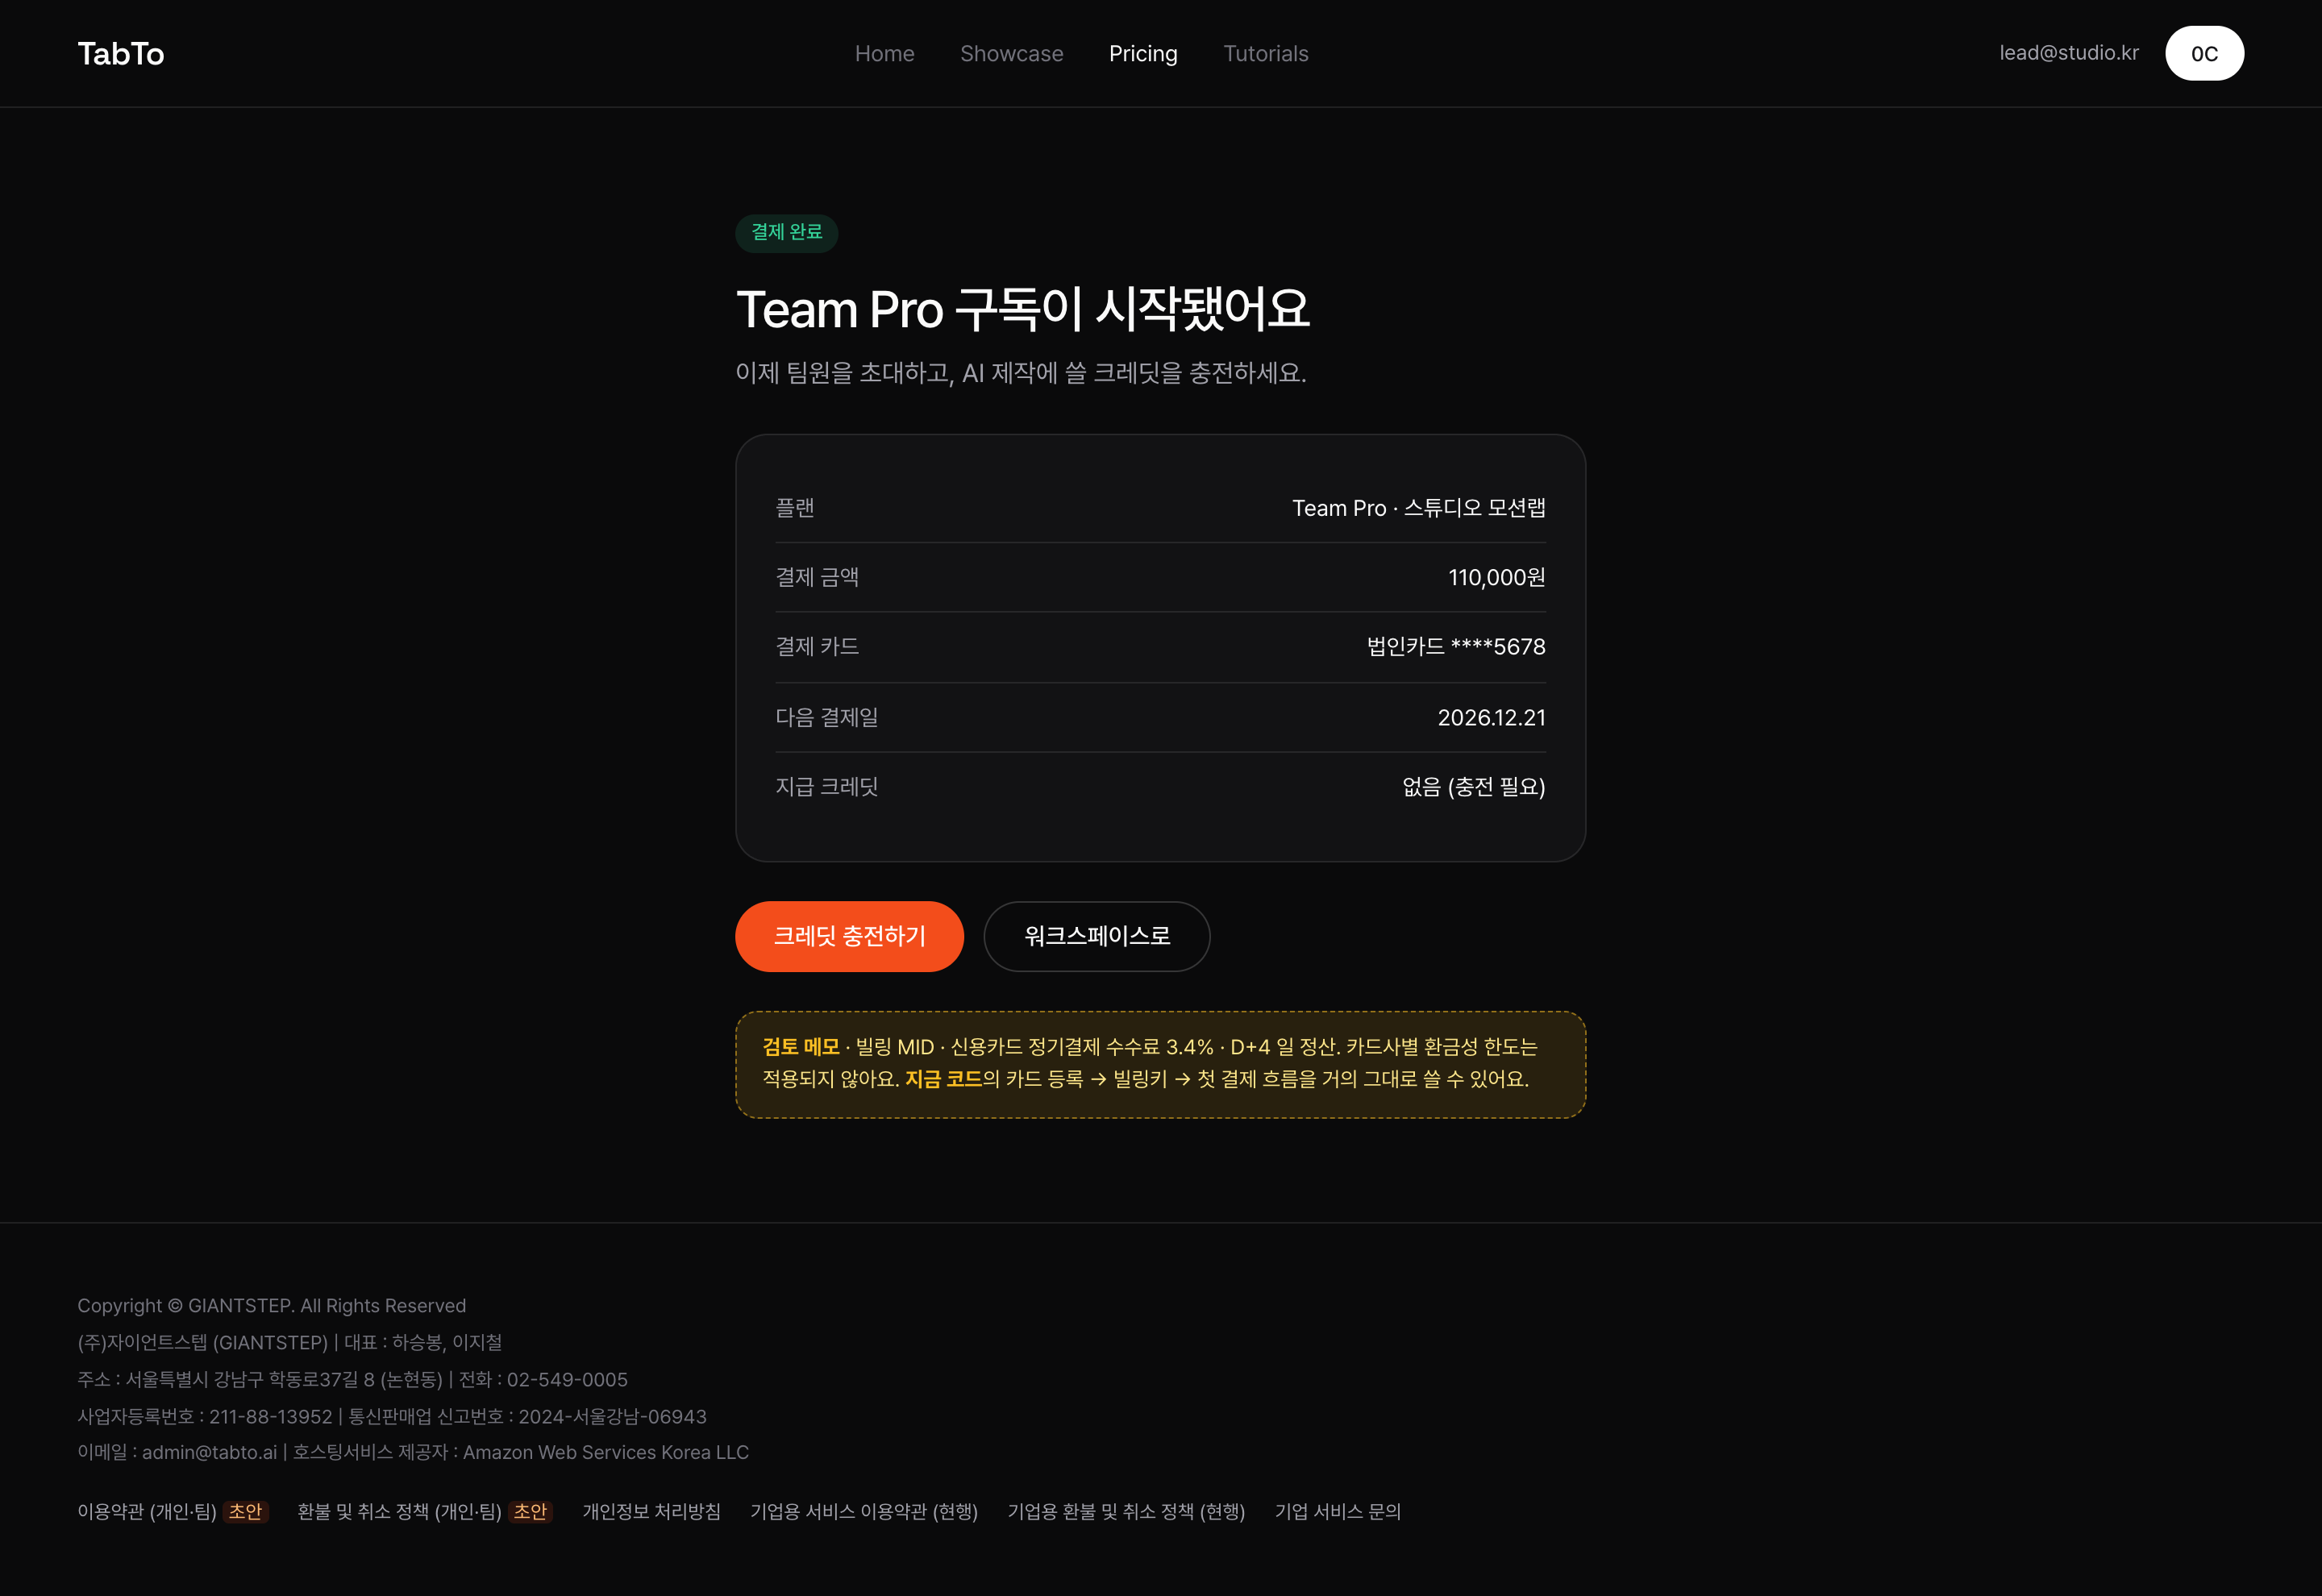 TabTo
Home Showcase Pricing Tutorials
lead@studio.kr 0C
결제 완료
Team Pro 구독이 시작됐어요
이제 팀원을 초대하고, AI 제작에 쓸 크레딧을 충전하세요.
플랜 Team Pro · 스튜디오 모션랩
결제 금액 110,000원
결제 카드 법인카드 ****5678
다음 결제일 2026.12.21
지급 크레딧 없음 (충전 필요)
크레딧 충전하기 워크스페이스로
검토 메모 · 빌링 MID · 신용카드 정기결제 수수료 3.4% · D+4 일 정산. 카드사별 환금성 한도는
적용되지 않아요. 지금 코드의 카드 등록 → 빌링키 → 첫 결제 흐름을 거의 그대로 쓸 수 있어요.
Copyright © GIANTSTEP. All Rights Reserved
(주)자이언트스텝 (GIANTSTEP) | 대표 : 하승봉, 이지철
주소 : 서울특별시 강남구 학동로37길 8 (논현동) | 전화 : 02-549-0005
사업자등록번호 : 211-88-13952 | 통신판매업 신고번호 : 2024-서울강남-06943
이메일 : admin@tabto.ai | 호스팅서비스 제공자 : Amazon Web Services Korea LLC
이용약관 (개인·팀) 초안 환불 및 취소 정책 (개인·팀) 초안 개인정보 처리방침 기업용 서비스 이용약관 (현행) 기업용 환불 및 취소 정책 (현행) 기업 서비스 문의